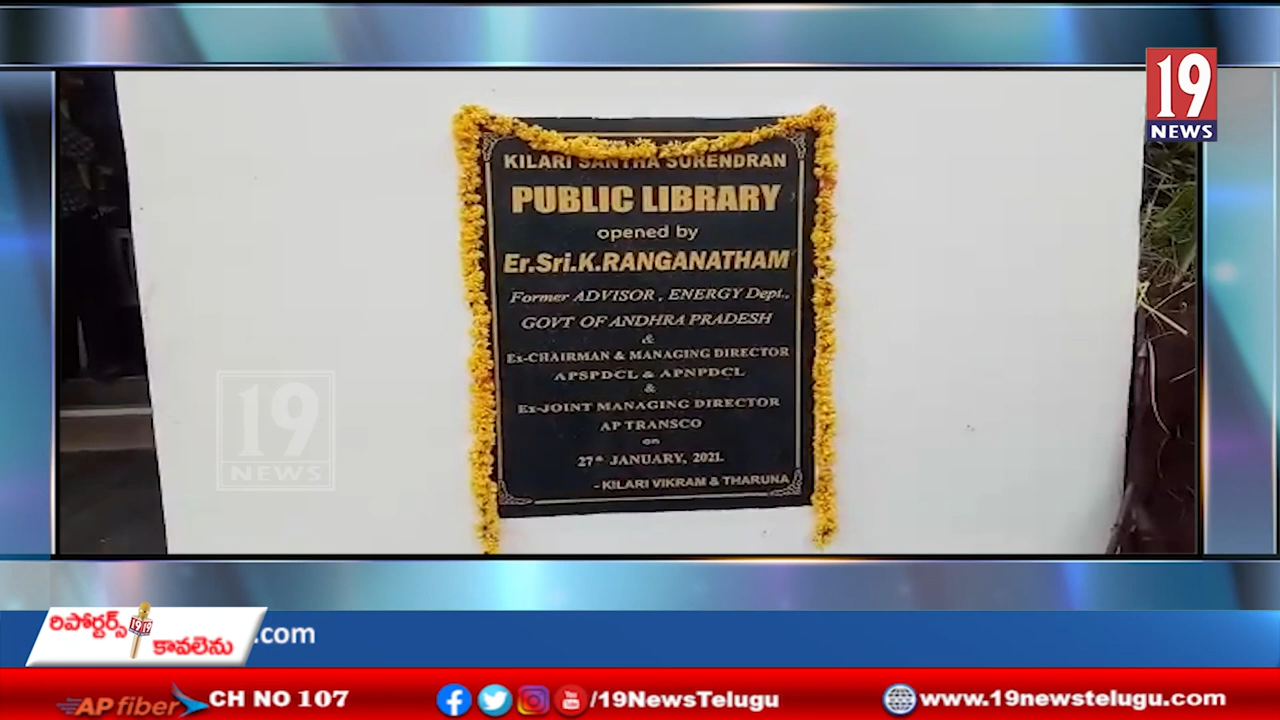 19
NEWS
KILARI SANTHA SURENDRAN
PUBLIC LIBRARY
opened by
Er.Sri.K.RANGANATHAM
Former ADVISOR , ENERGY Dept.,
GOVT OF ANDHRA PRADESH
&
Ex-CHAIRMAN & MANAGING DIRECTOR
APSPDCL & APNPDCL
&
Ex-JOINT MANAGING DIRECTOR
AP TRANSCO
on
27th JANUARY, 2021.
- KILARI VIKRAM & THARUNA
19
NEWS
రిపోర్టర్స్ 19 19
కావలెను
.com
AP fiber CH NO 107 /19NewsTelugu www.19newstelugu.com